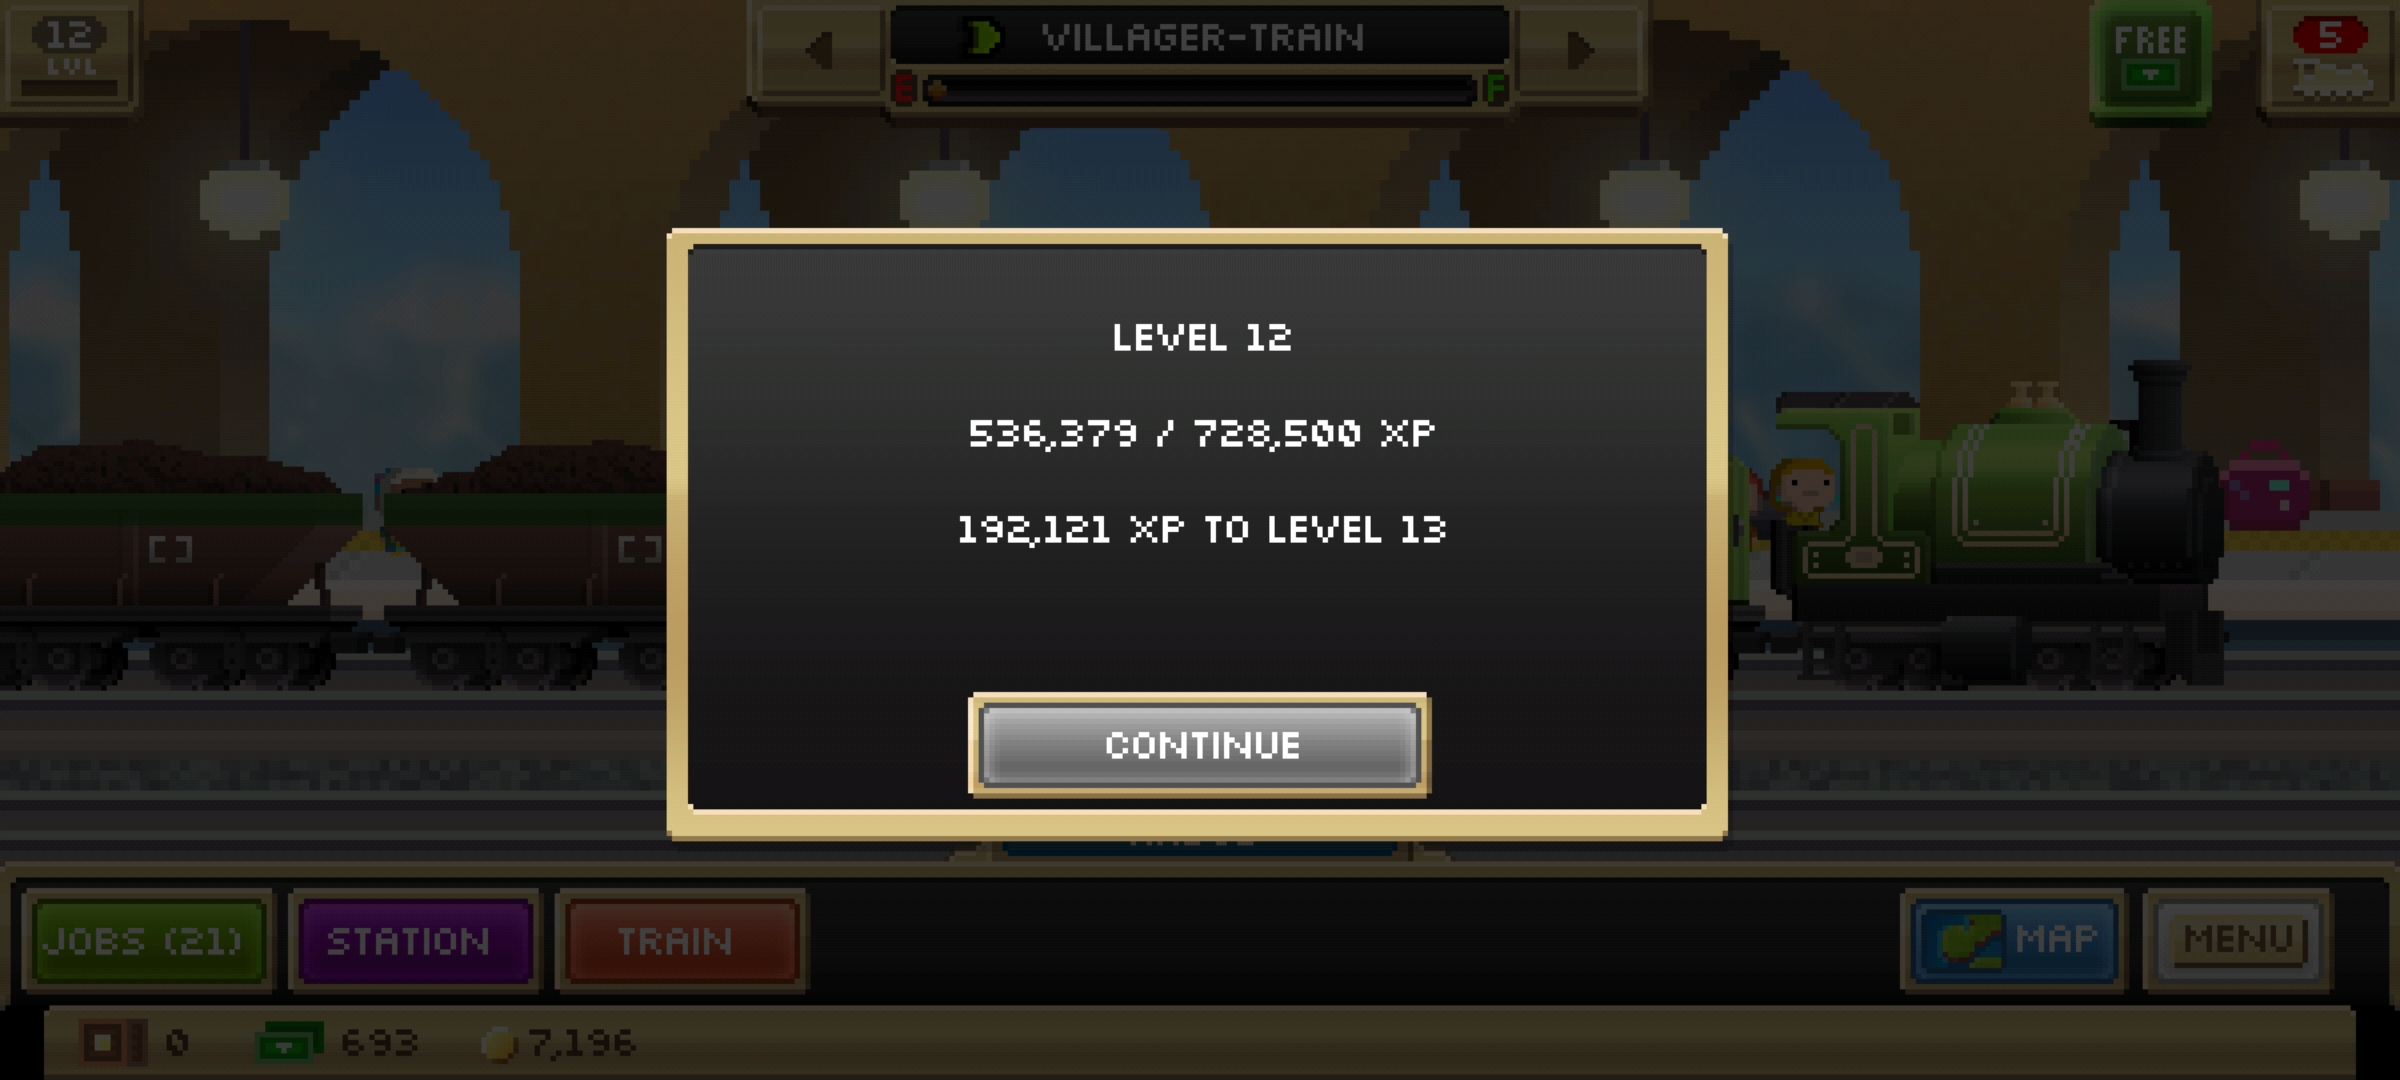 12
LVL
VILLAGER-TRAIN
E
F
FREE
5
LEVEL 12
536,379 / 728,500 XP
192,121 XP TO LEVEL 13
CONTINUE
JOBS (21)
STATION
TRAIN
MAP
MENU
0
693
7,196